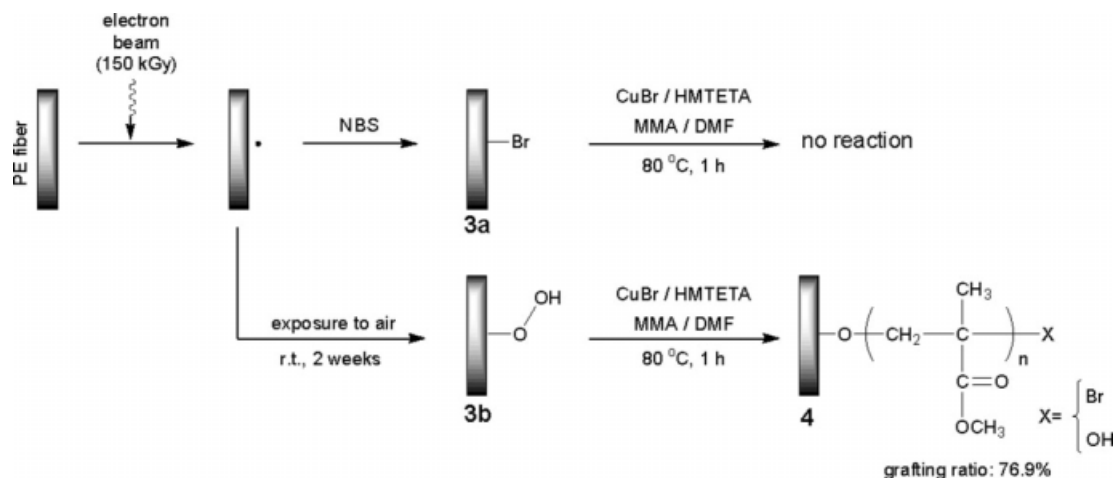 electron
beam
(150 kGy)
PE fiber
NBS
Br
3a
CuBr / HMTETA
MMA / DMF
80 °C, 1 h
no reaction
exposure to air
r.t., 2 weeks
OH
O
3b
CuBr / HMTETA
MMA / DMF
80 °C, 1 h
CH3
O CH2 C X
n
C O
OCH3
4
X= Br
OH
grafting ratio: 76.9%